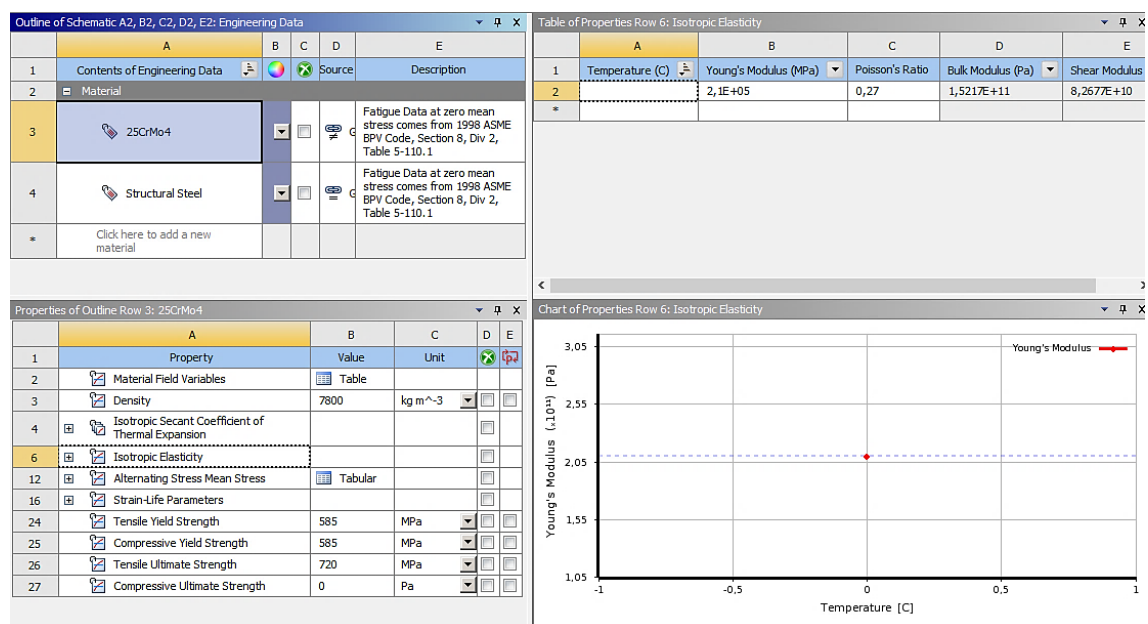 Outline of Schematic A2, B2, C2, D2, E2: Engineering Data
A B C D E
1 Contents of Engineering Data Source Description
2 Material
3 25CrMo4 G Fatigue Data at zero mean
stress comes from 1998 ASME
BPV Code, Section 8, Div 2,
Table 5-110.1
4 Structural Steel G Fatigue Data at zero mean
stress comes from 1998 ASME
BPV Code, Section 8, Div 2,
Table 5-110.1
* Click here to add a new
material
Table of Properties Row 6: Isotropic Elasticity
A B C D E
1 Temperature (C) Young's Modulus (MPa) Poisson's Ratio Bulk Modulus (Pa) Shear Modulus
2 2,1E+05 0,27 1,5217E+11 8,2677E+10
*
Properties of Outline Row 3: 25CrMo4
A B C D E
1 Property Value Unit
2 Material Field Variables Table
3 Density 7800 kg m^-3
4 Isotropic Secant Coefficient of
Thermal Expansion
6 Isotropic Elasticity
12 Alternating Stress Mean Stress Tabular
16 Strain-Life Parameters
24 Tensile Yield Strength 585 MPa
25 Compressive Yield Strength 585 MPa
26 Tensile Ultimate Strength 720 MPa
27 Compressive Ultimate Strength 0 Pa
Chart of Properties Row 6: Isotropic Elasticity
Young's Modulus
Young's Modulus (x10¹¹) [Pa]
3,05
2,55
2,05
1,55
1,05
-1 -0,5 0 0,5 1
Temperature [C]